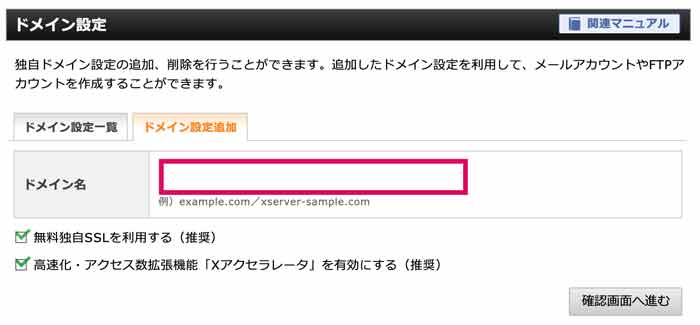 ドメイン設定
関連マニュアル
独自ドメイン設定の追加、削除を行うことができます。追加したドメイン設定を利用して、メールアカウントやFTPア
カウントを作成することができます。
ドメイン設定一覧
ドメイン設定追加
ドメイン名
例）example.com／xserver-sample.com
無料独自SSLを利用する（推奨）
高速化・アクセス数拡張機能「Xアクセラレータ」を有効にする（推奨）
確認画面へ進む